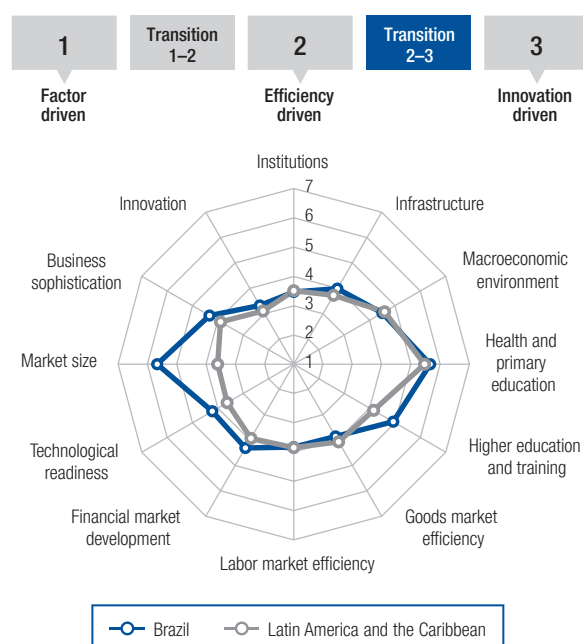 1
Transition
1–2
2
Transition
2–3
3
Factor
driven
Efficiency
driven
Innovation
driven
Institutions
7
Innovation
6
Infrastructure
5
Business
sophistication
4
Macroeconomic
environment
3
2
Market size
1
Health and
primary
education
Technological
readiness
Higher education
and training
Financial market
development
Goods market
efficiency
Labor market efficiency
Brazil
Latin America and the Caribbean